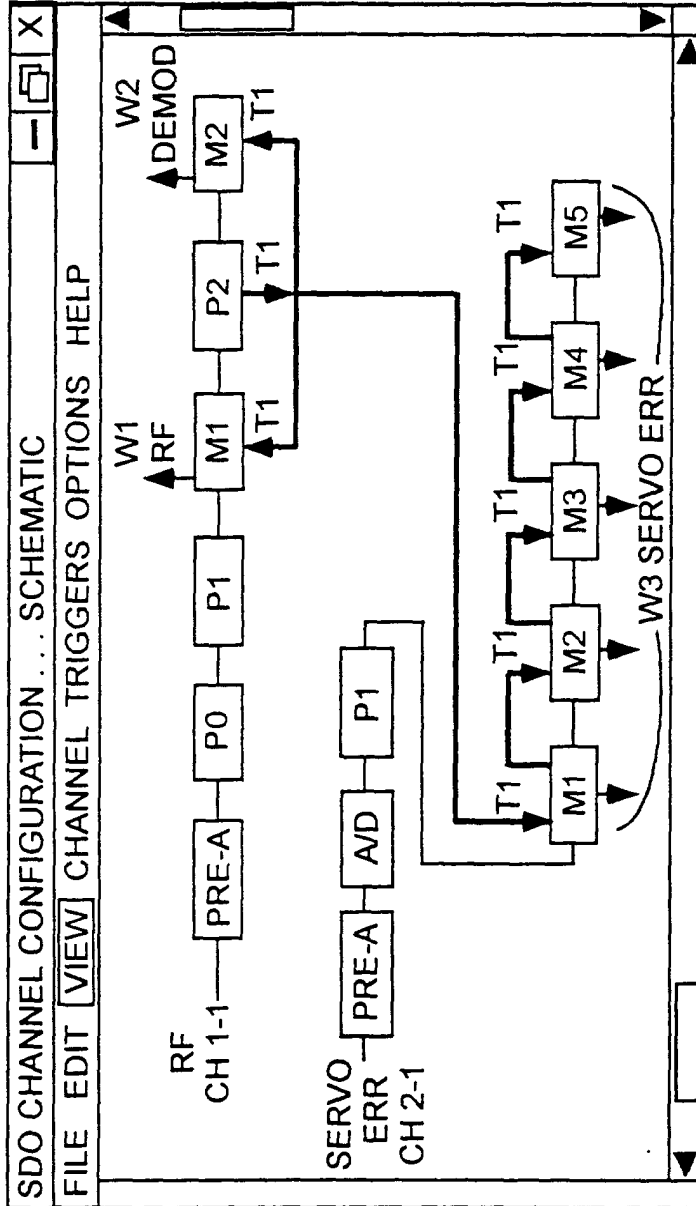 SDO CHANNEL CONFIGURATION.... SCHEMATIC
FILE EDIT VIEW CHANNEL TRIGGERS OPTIONS HELP
W1
RF
W2
DEMOD
RF
CH 1-1
PRE-A
P0
P1
M1
P2
M2
T1
T1
T1
SERVO
ERR
CH 2-1
PRE-A
A/D
P1
T1
T1
T1
T1
T1
M1
M2
M3
M4
M5
W3 SERVO ERR